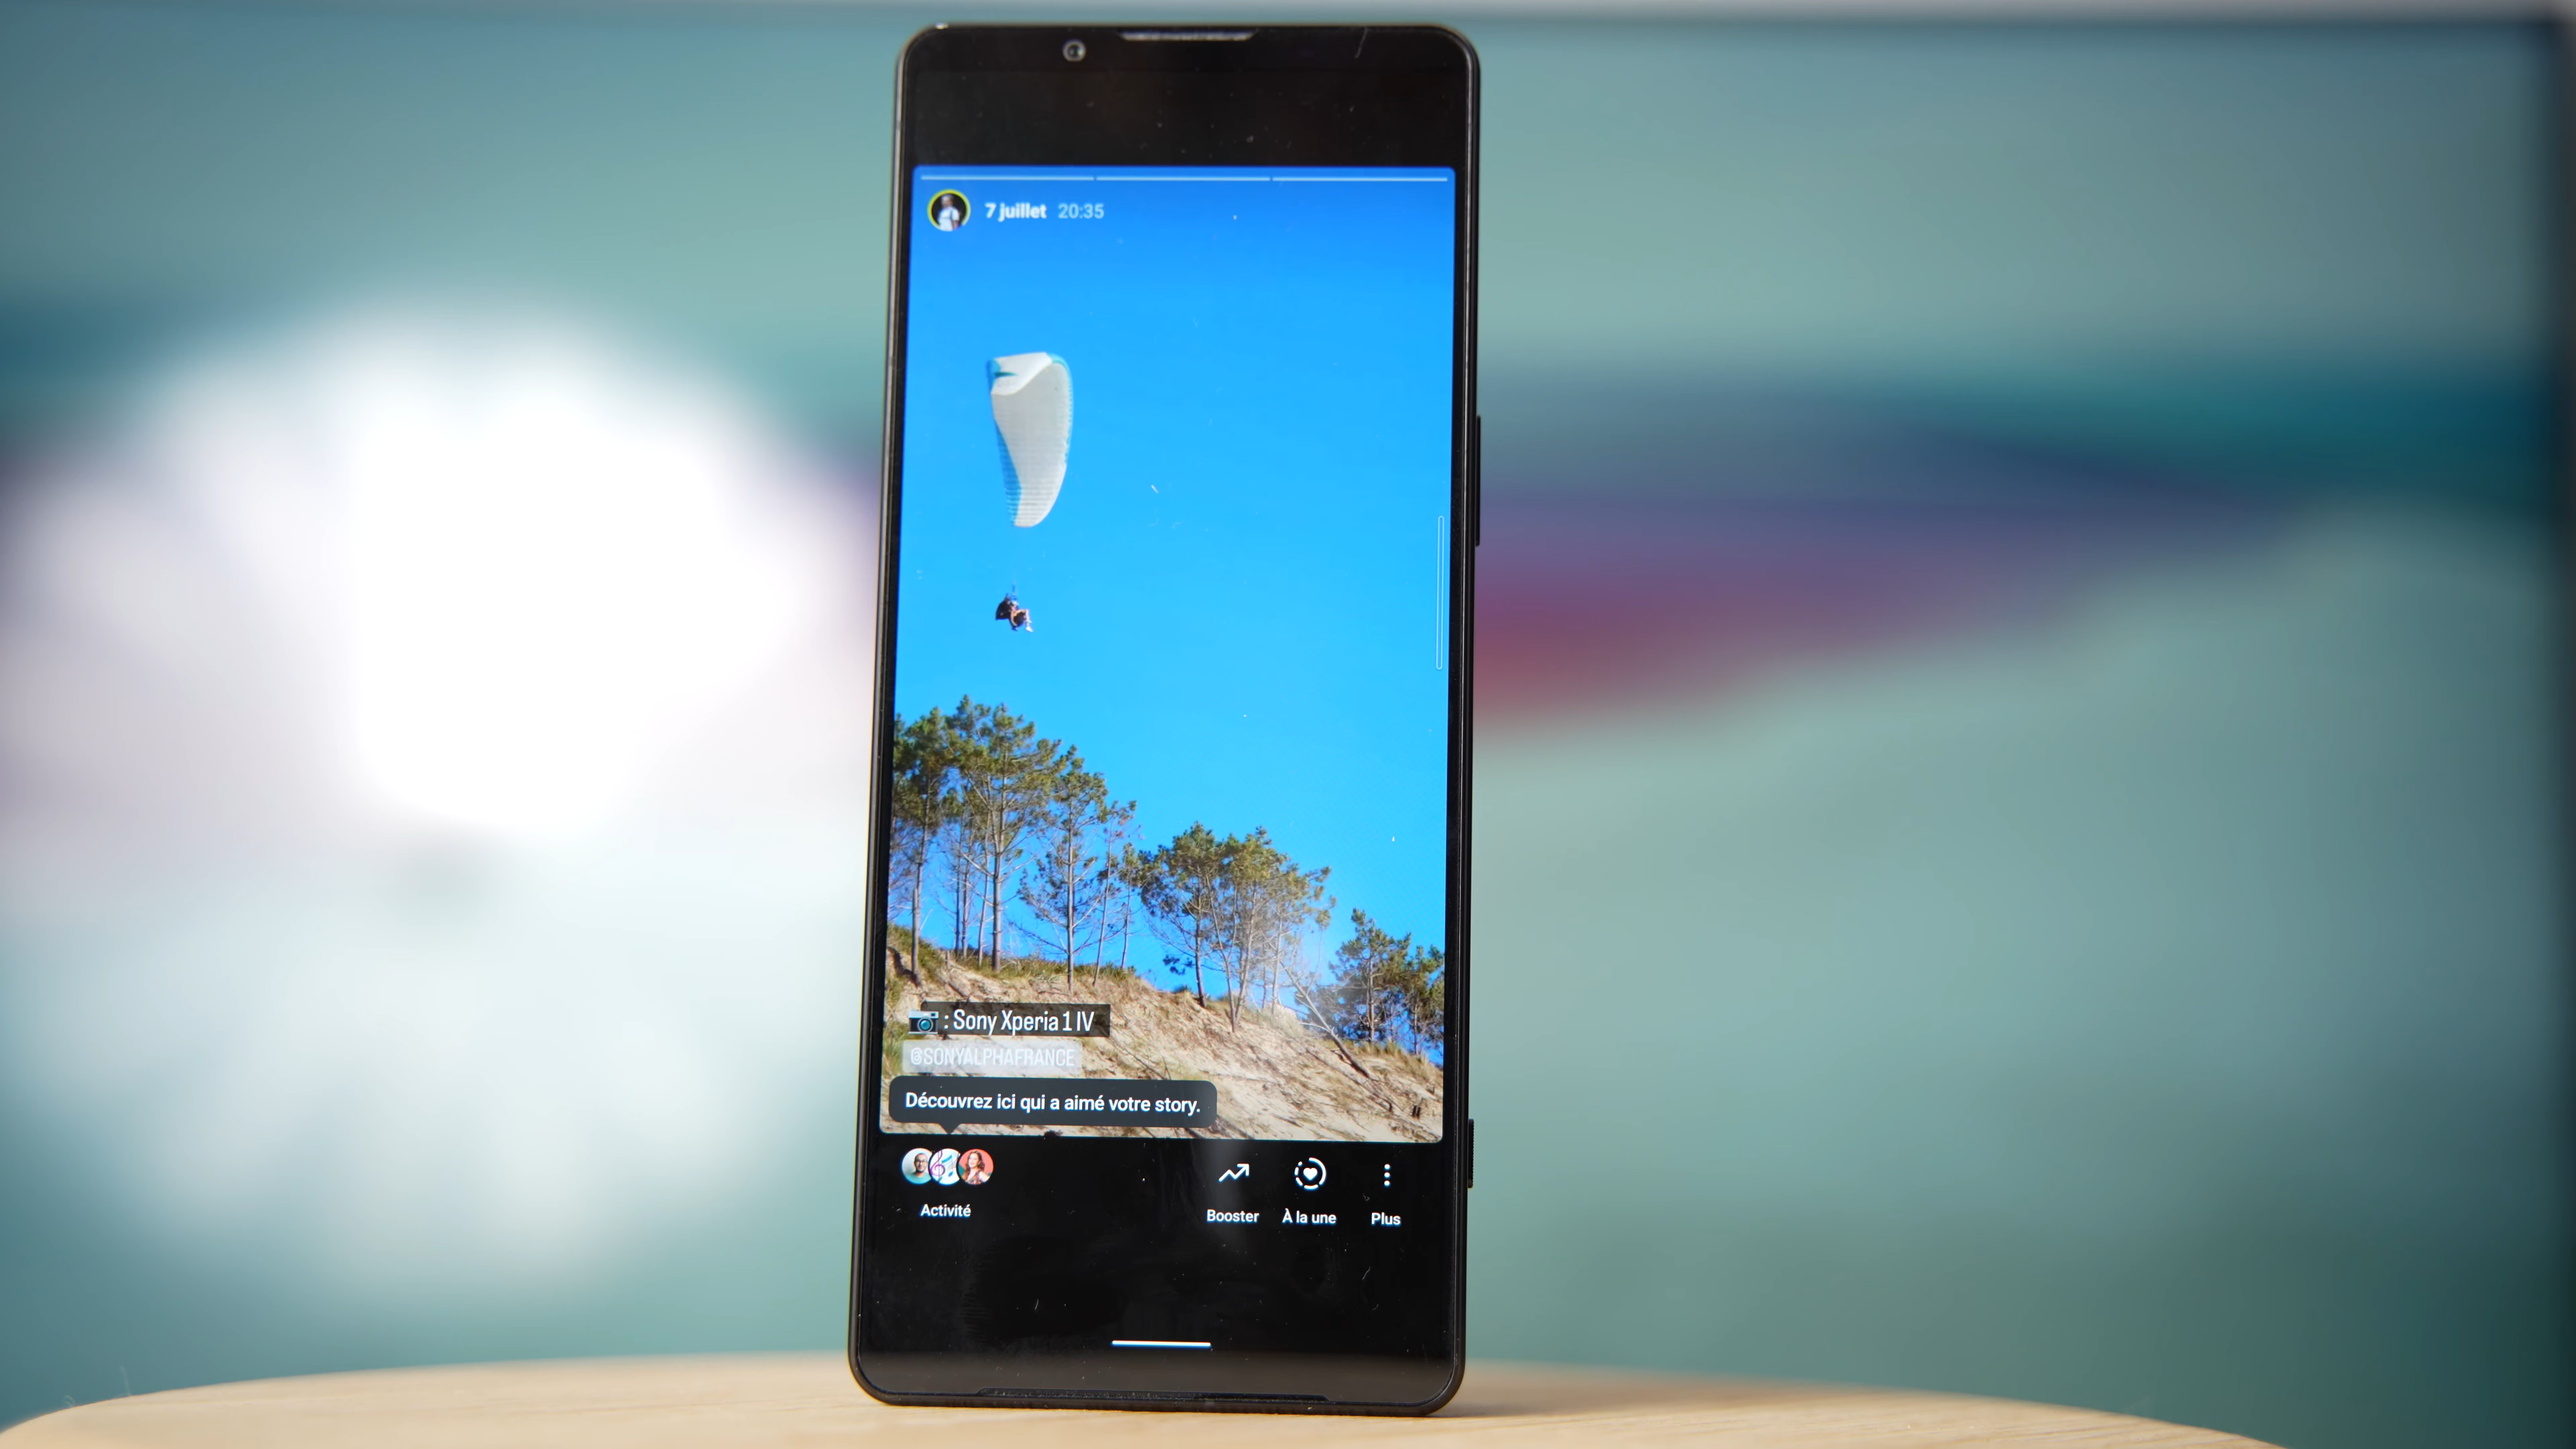 7 juillet 20:35
: Sony Xperia 1 IV
@SONYALPHAFRANCE
Découvrez ici qui a aimé votre story.
Activité
Booster
À la une
Plus